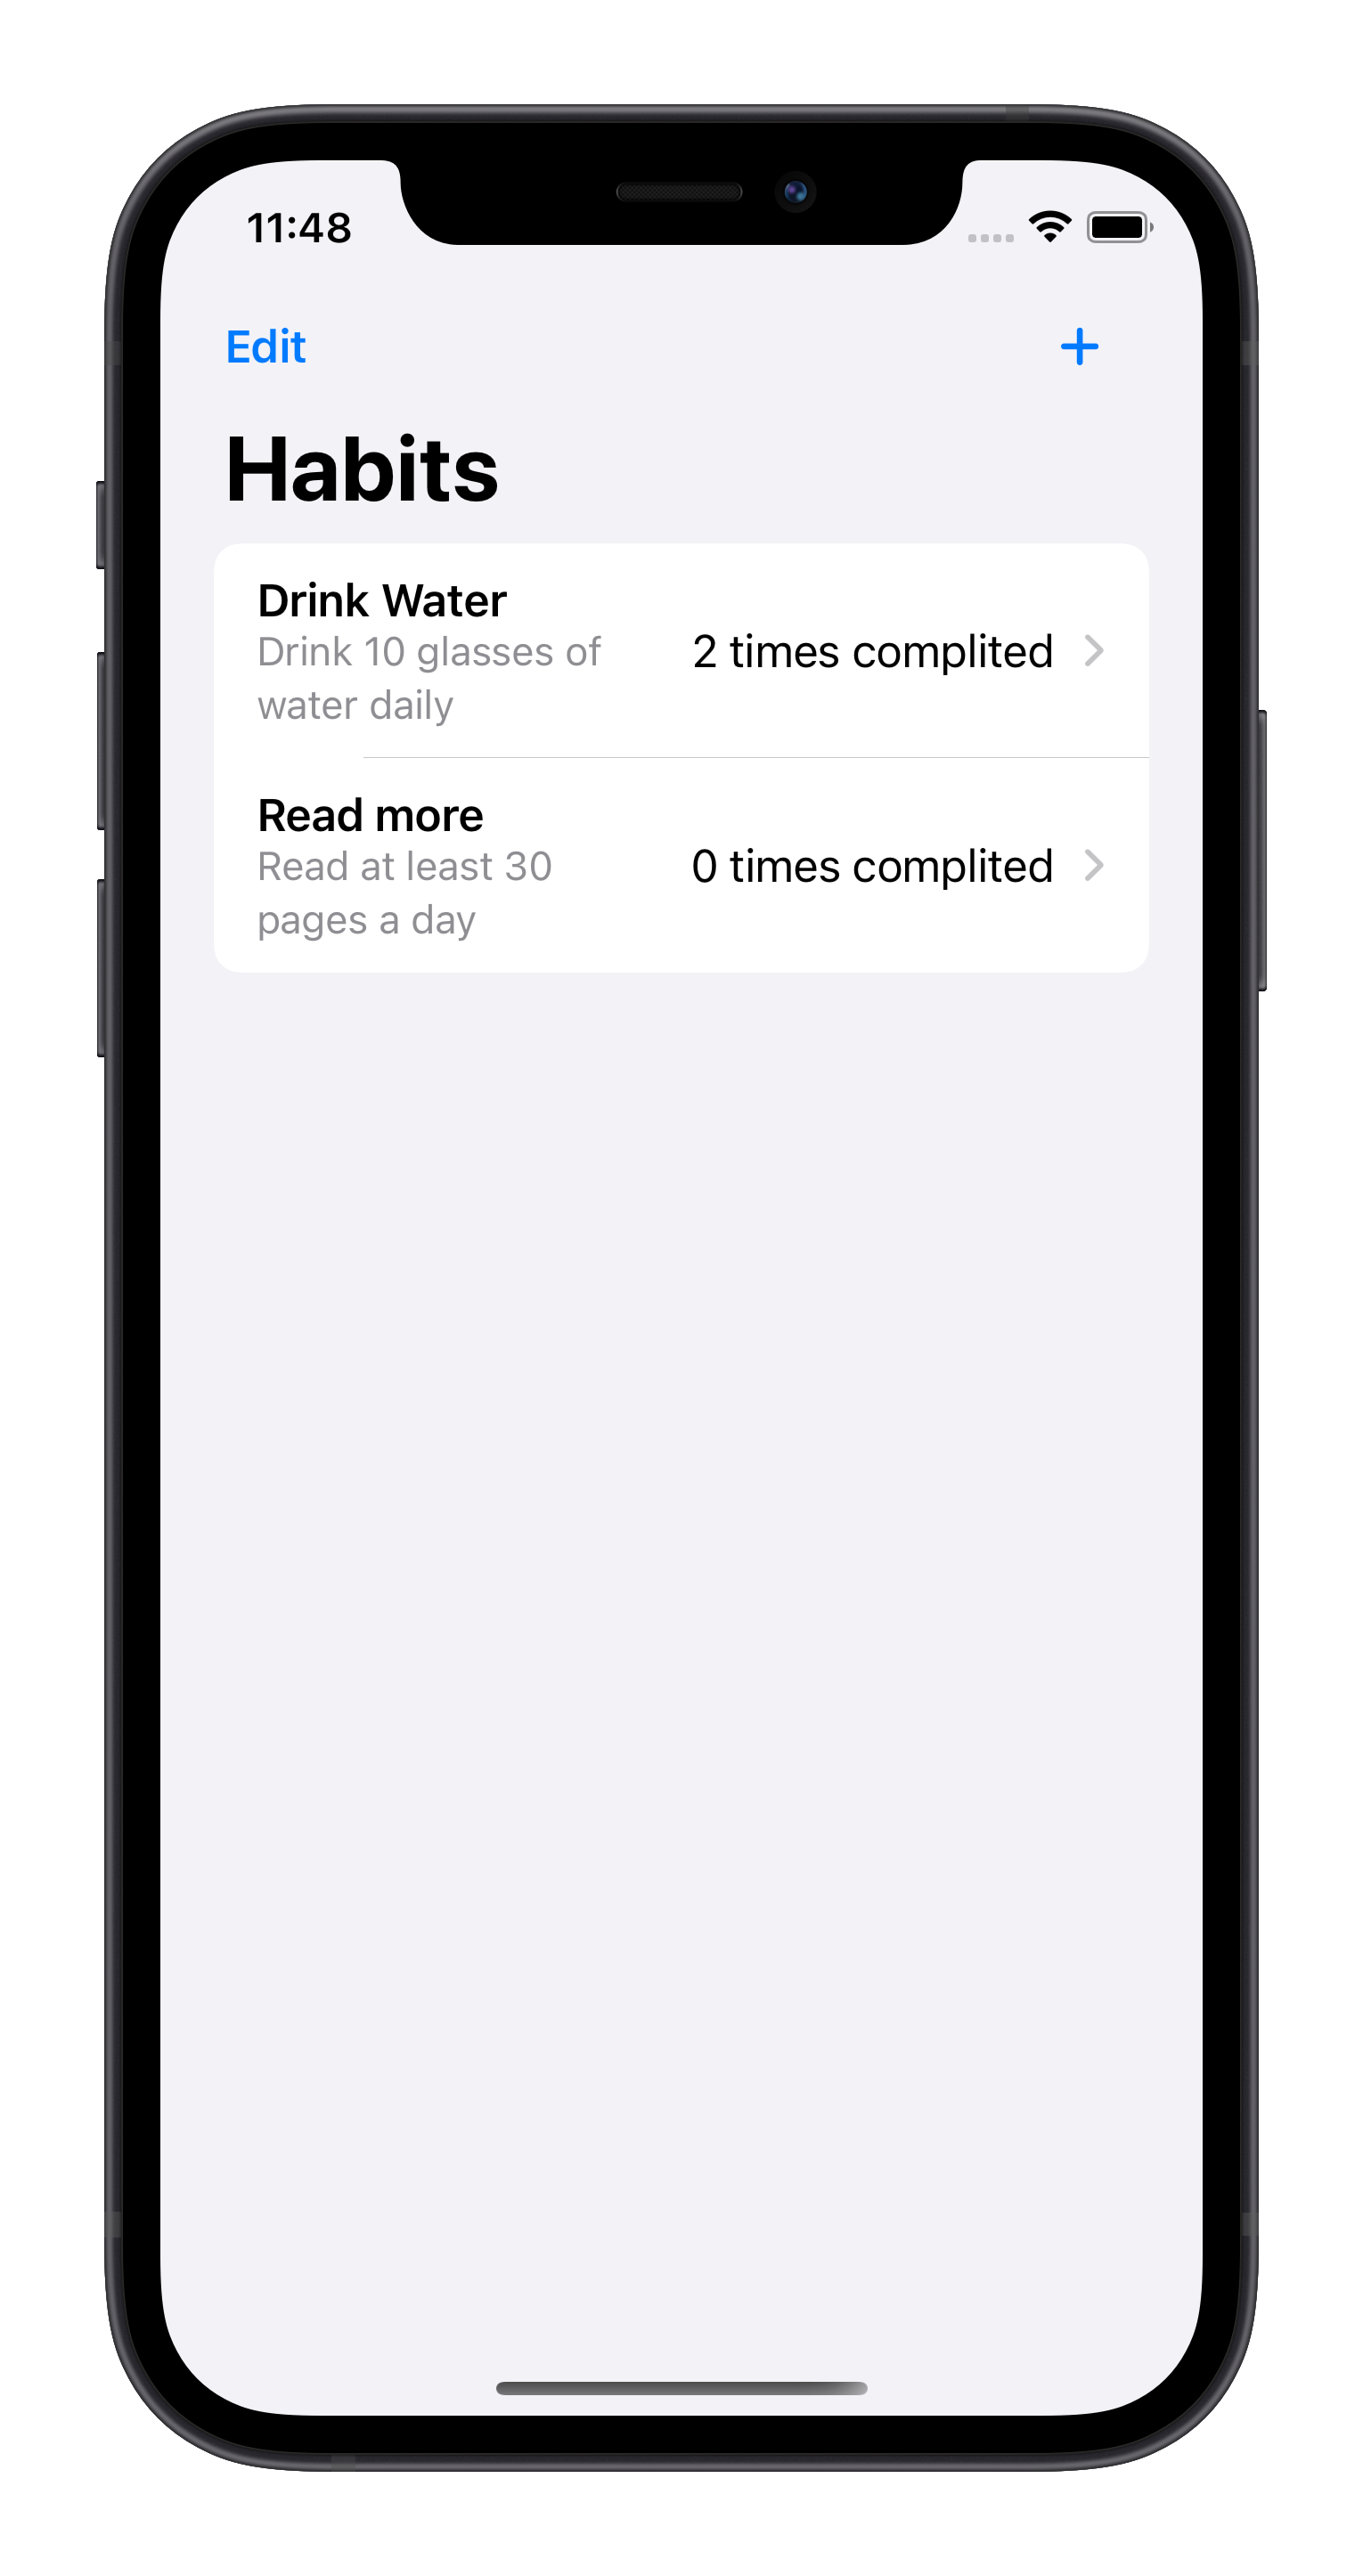 11:48
Edit
+
Habits
Drink Water
Drink 10 glasses of
water daily
2 times complited
Read more
Read at least 30
pages a day
0 times complited